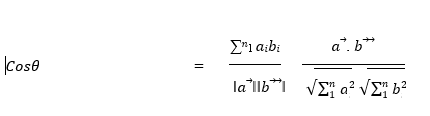 Cosθ = ∑ⁿ₁ aᵢbᵢ / |a⃗||b⃗⃗| a⃗. b⃗⃗ / √∑ⁿ₁ a² √∑ⁿ₁ b²